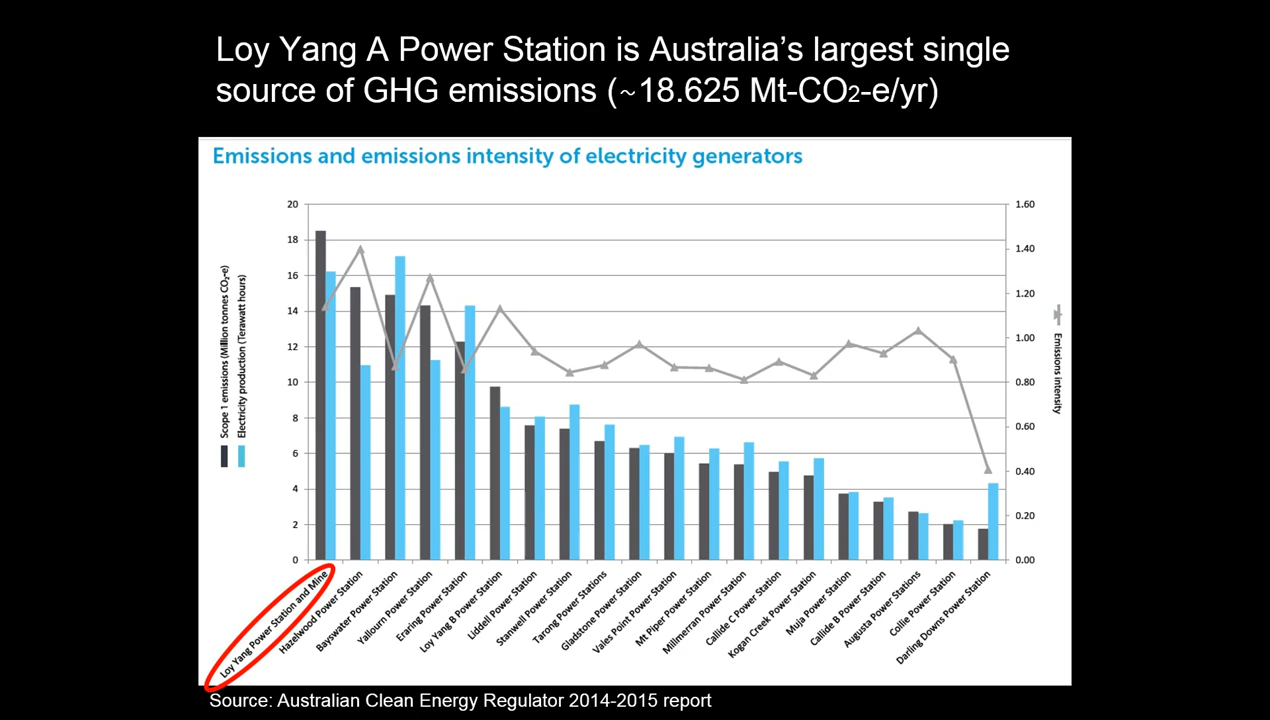 Loy Yang A Power Station is Australia's largest single
source of GHG emissions (~18.625 Mt-CO2-e/yr)
Emissions and emissions intensity of electricity generators
Scope 1 emissions (Million tonnes CO₂-e)
Electricity production (Terawatt hours)
20
18
16
14
12
10
8
6
4
2
0
1.60
1.40
1.20
1.00
0.80
0.60
0.40
0.20
0.00
Emissions intensity
Loy Yang Power Station and Mine
Hazelwood Power Station
Bayswater Power Station
Yallourn Power Station
Eraring Power Station
Loy Yang B Power Station
Liddell Power Station
Stanwell Power Station
Tarong Power Stations
Gladstone Power Station
Vales Point Power Station
Mt Piper Power Station
Millmerran Power Station
Callide C Power Station
Kogan Creek Power Station
Muja Power Station
Callide B Power Station
Augusta Power Stations
Collie Power Station
Darling Downs Power Station
Source: Australian Clean Energy Regulator 2014-2015 report